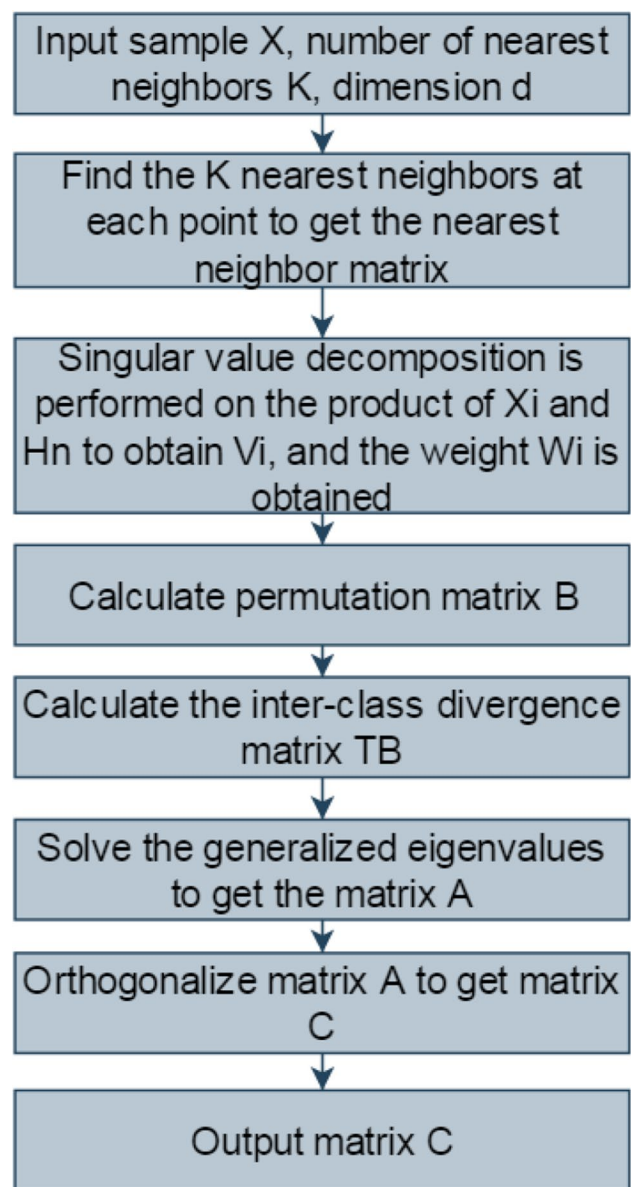 Input sample X, number of nearest
neighbors K, dimension d
Find the K nearest neighbors at
each point to get the nearest
neighbor matrix
Singular value decomposition is
performed on the product of Xi and
Hn to obtain Vi, and the weight Wi is
obtained
Calculate permutation matrix B
Calculate the inter-class divergence
matrix TB
Solve the generalized eigenvalues
to get the matrix A
Orthogonalize matrix A to get matrix
C
Output matrix C